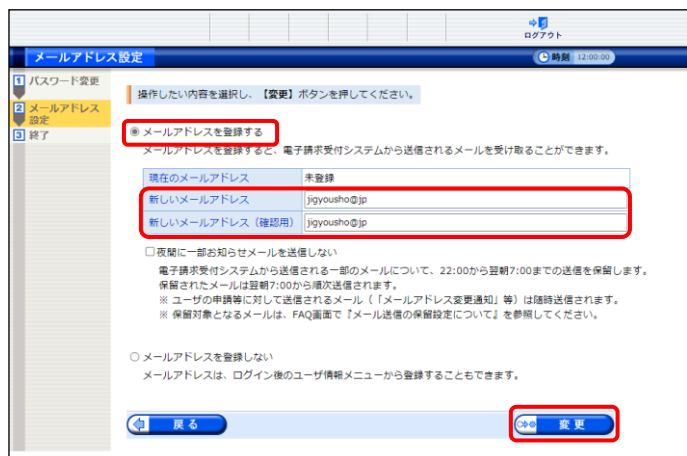 ログアウト
メールアドレス設定
時刻 12:00:00
1 パスワード変更
2 メールアドレス
設定
3 終了
操作したい内容を選択し、【変更】ボタンを押してください。
メールアドレスを登録する
メールアドレスを登録すると、電子請求受付システムから送信されるメールを受け取ることができます。
現在のメールアドレス 未登録
新しいメールアドレス jigyousho@jp
新しいメールアドレス（確認用） jigyousho@jp
夜間に一部お知らせメールを送信しない
電子請求受付システムから送信される一部のメールについて、22:00から翌朝7:00までの送信を保留します。
保留されたメールは翌朝7:00から順次送信されます。
※ ユーザの申請等に対して送信されるメール（「メールアドレス変更通知」等）は随時送信されます。
※ 保留対象となるメールは、FAQ画面で『メール送信の保留設定について』を参照してください。
メールアドレスを登録しない
メールアドレスは、ログイン後のユーザ情報メニューから登録することもできます。
戻る
変更